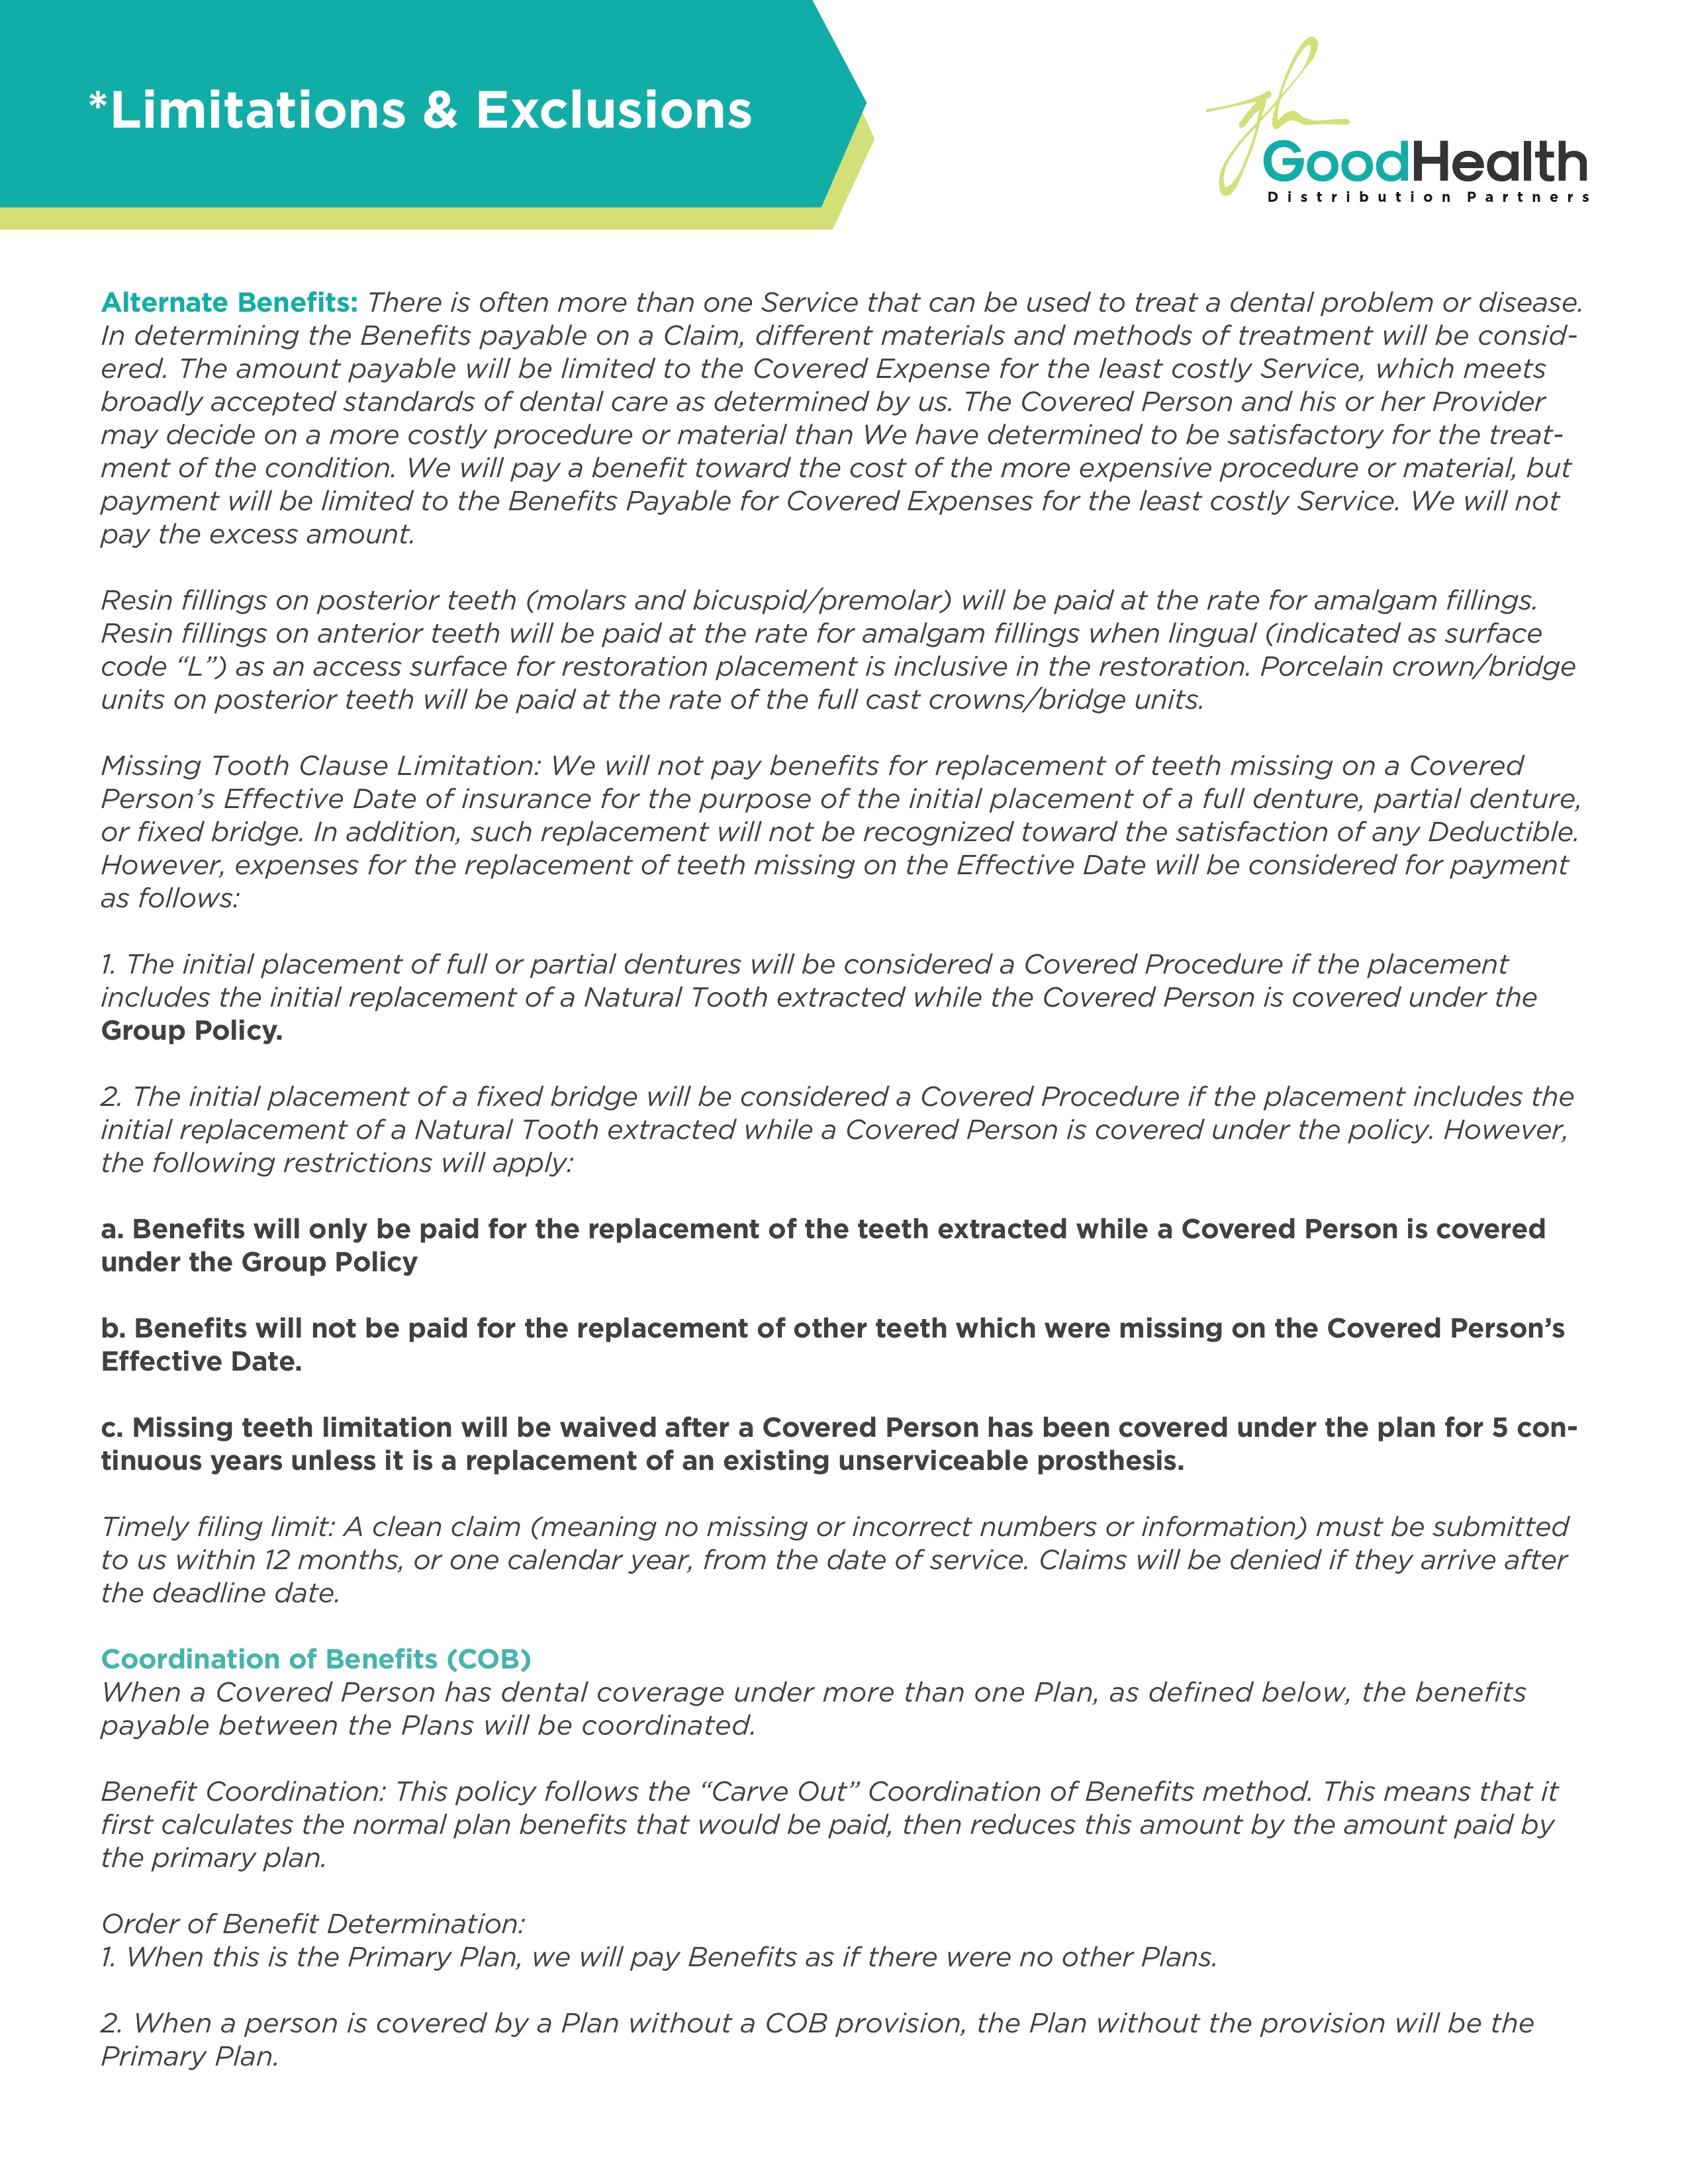 *Limitations & Exclusions
gh
GoodHealth
Distribution Partners
Alternate Benefits: There is often more than one Service that can be used to treat a dental problem or disease.
In determining the Benefits payable on a Claim, different materials and methods of treatment will be consid-
ered. The amount payable will be limited to the Covered Expense for the least costly Service, which meets
broadly accepted standards of dental care as determined by us. The Covered Person and his or her Provider
may decide on a more costly procedure or material than We have determined to be satisfactory for the treat-
ment of the condition. We will pay a benefit toward the cost of the more expensive procedure or material, but
payment will be limited to the Benefits Payable for Covered Expenses for the least costly Service. We will not
pay the excess amount.
Resin fillings on posterior teeth (molars and bicuspid/premolar) will be paid at the rate for amalgam fillings.
Resin fillings on anterior teeth will be paid at the rate for amalgam fillings when lingual (indicated as surface
code “L”) as an access surface for restoration placement is inclusive in the restoration. Porcelain crown/bridge
units on posterior teeth will be paid at the rate of the full cast crowns/bridge units.
Missing Tooth Clause Limitation: We will not pay benefits for replacement of teeth missing on a Covered
Person’s Effective Date of insurance for the purpose of the initial placement of a full denture, partial denture,
or fixed bridge. In addition, such replacement will not be recognized toward the satisfaction of any Deductible.
However, expenses for the replacement of teeth missing on the Effective Date will be considered for payment
as follows:
1. The initial placement of full or partial dentures will be considered a Covered Procedure if the placement
includes the initial replacement of a Natural Tooth extracted while the Covered Person is covered under the
Group Policy.
2. The initial placement of a fixed bridge will be considered a Covered Procedure if the placement includes the
initial replacement of a Natural Tooth extracted while a Covered Person is covered under the policy. However,
the following restrictions will apply:
a. Benefits will only be paid for the replacement of the teeth extracted while a Covered Person is covered
under the Group Policy
b. Benefits will not be paid for the replacement of other teeth which were missing on the Covered Person’s
Effective Date.
c. Missing teeth limitation will be waived after a Covered Person has been covered under the plan for 5 con-
tinuous years unless it is a replacement of an existing unserviceable prosthesis.
Timely filing limit: A clean claim (meaning no missing or incorrect numbers or information) must be submitted
to us within 12 months, or one calendar year, from the date of service. Claims will be denied if they arrive after
the deadline date.
Coordination of Benefits (COB)
When a Covered Person has dental coverage under more than one Plan, as defined below, the benefits
payable between the Plans will be coordinated.
Benefit Coordination: This policy follows the “Carve Out” Coordination of Benefits method. This means that it
first calculates the normal plan benefits that would be paid, then reduces this amount by the amount paid by
the primary plan.
Order of Benefit Determination:
1. When this is the Primary Plan, we will pay Benefits as if there were no other Plans.
2. When a person is covered by a Plan without a COB provision, the Plan without the provision will be the
Primary Plan.